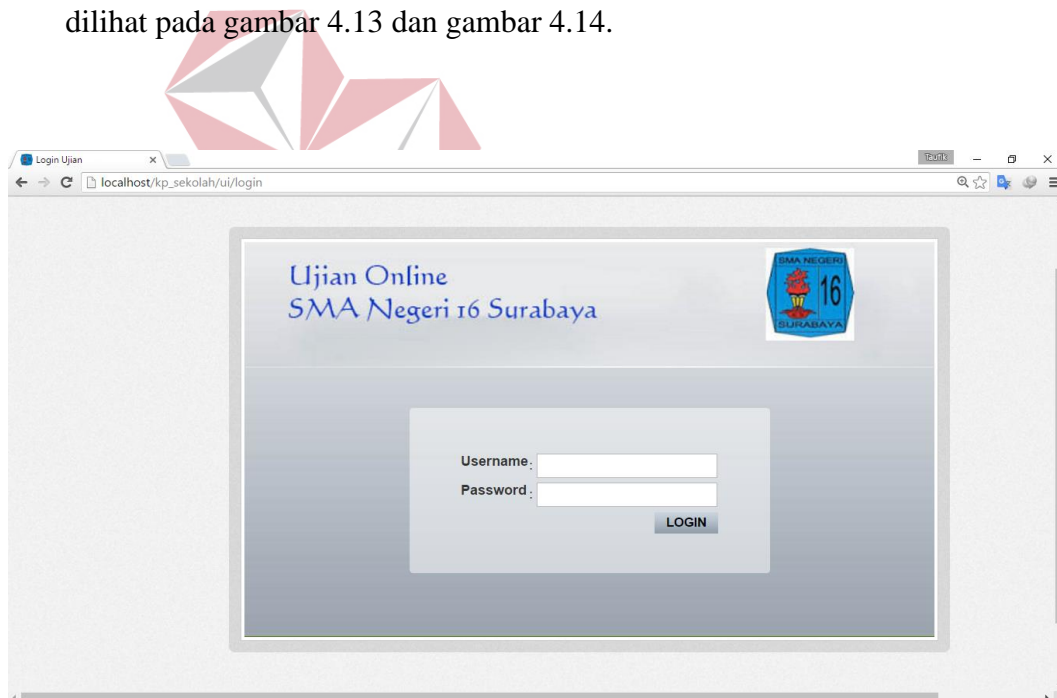 dilihat pada gambar 4.13 dan gambar 4.14.
Login Ujian
Taufik
localhost/kp_sekolah/ui/login
Ujian Online
SMA Negeri 16 Surabaya
SMA NEGERI
16
SURABAYA
Username :
Password :
LOGIN